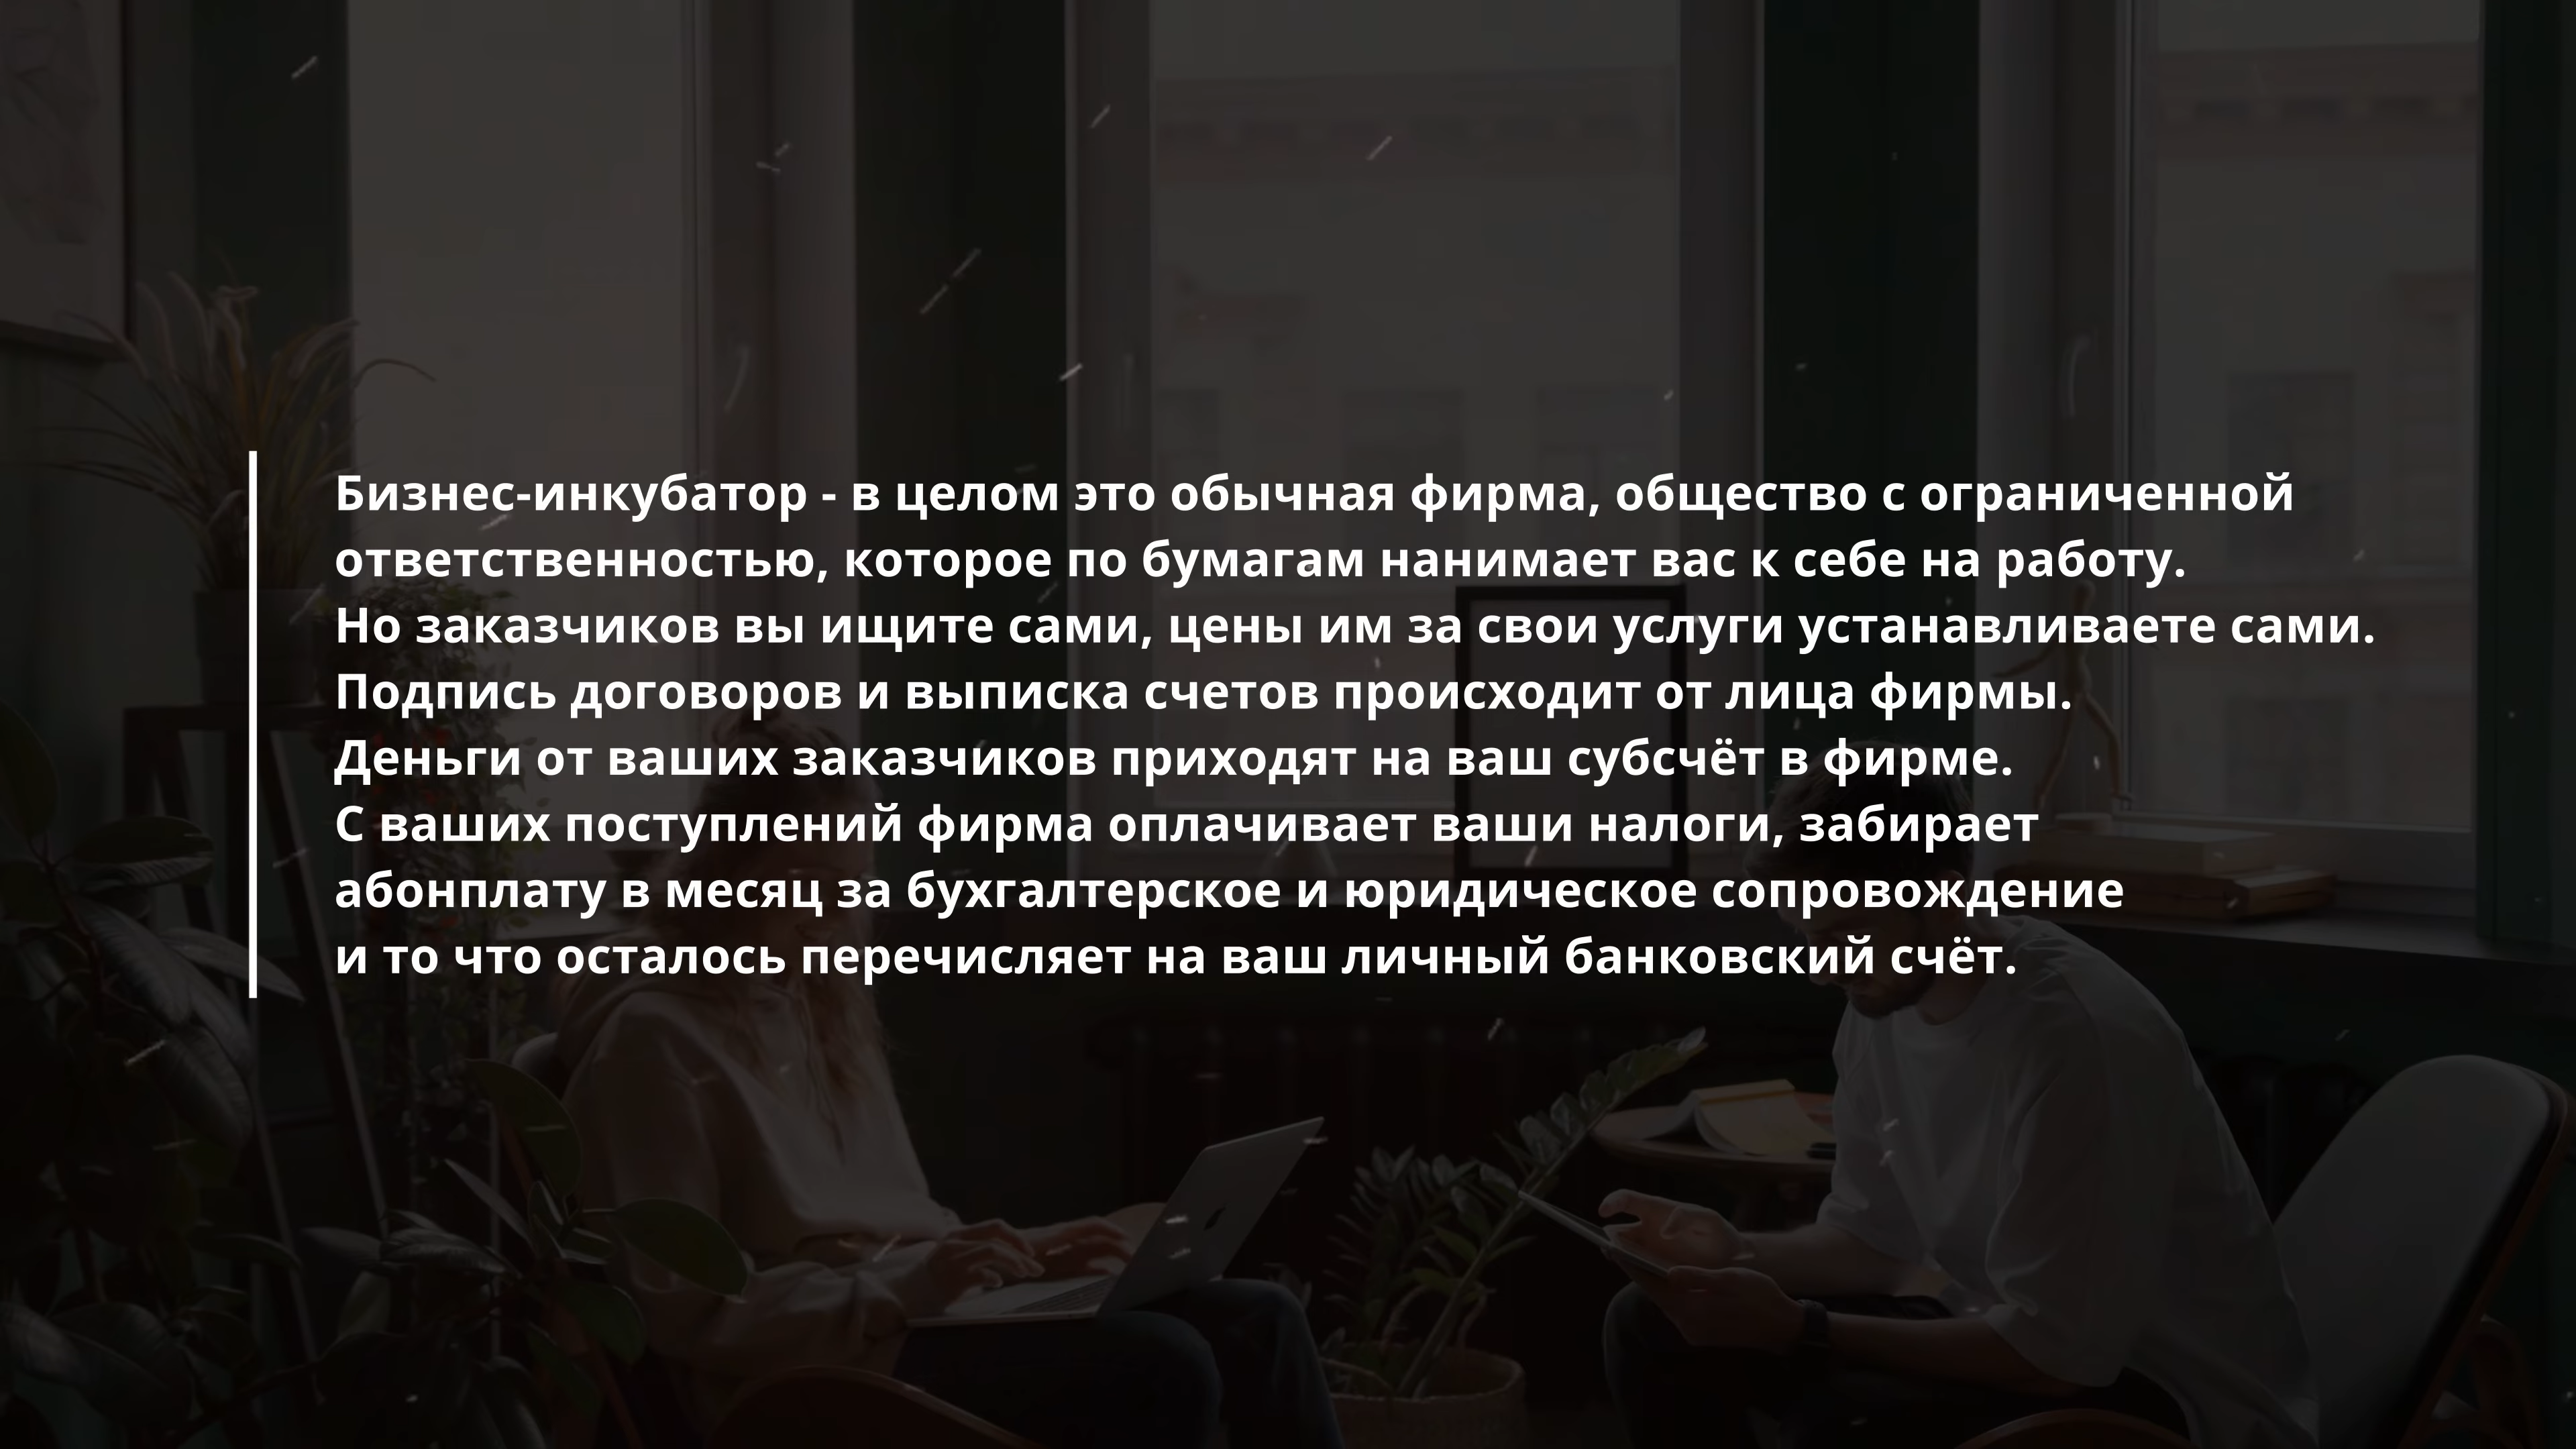 Бизнес-инкубатор - в целом это обычная фирма, общество с ограниченной
ответственностью, которое по бумагам нанимает вас к себе на работу.
Но заказчиков вы ищите сами, цены им за свои услуги устанавливаете сами.
Подпись договоров и выписка счетов происходит от лица фирмы.
Деньги от ваших заказчиков приходят на ваш субсчёт в фирме.
С ваших поступлений фирма оплачивает ваши налоги, забирает
абонплату в месяц за бухгалтерское и юридическое сопровождение
и то что осталось перечисляет на ваш личный банковский счёт.